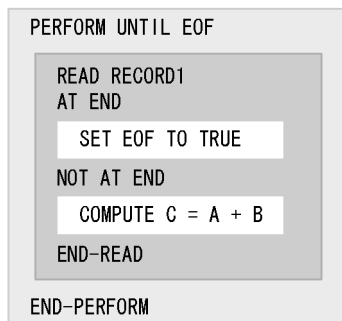 PERFORM UNTIL EOF
READ RECORD1
AT END
SET EOF TO TRUE
NOT AT END
COMPUTE C = A + B
END-READ
END-PERFORM